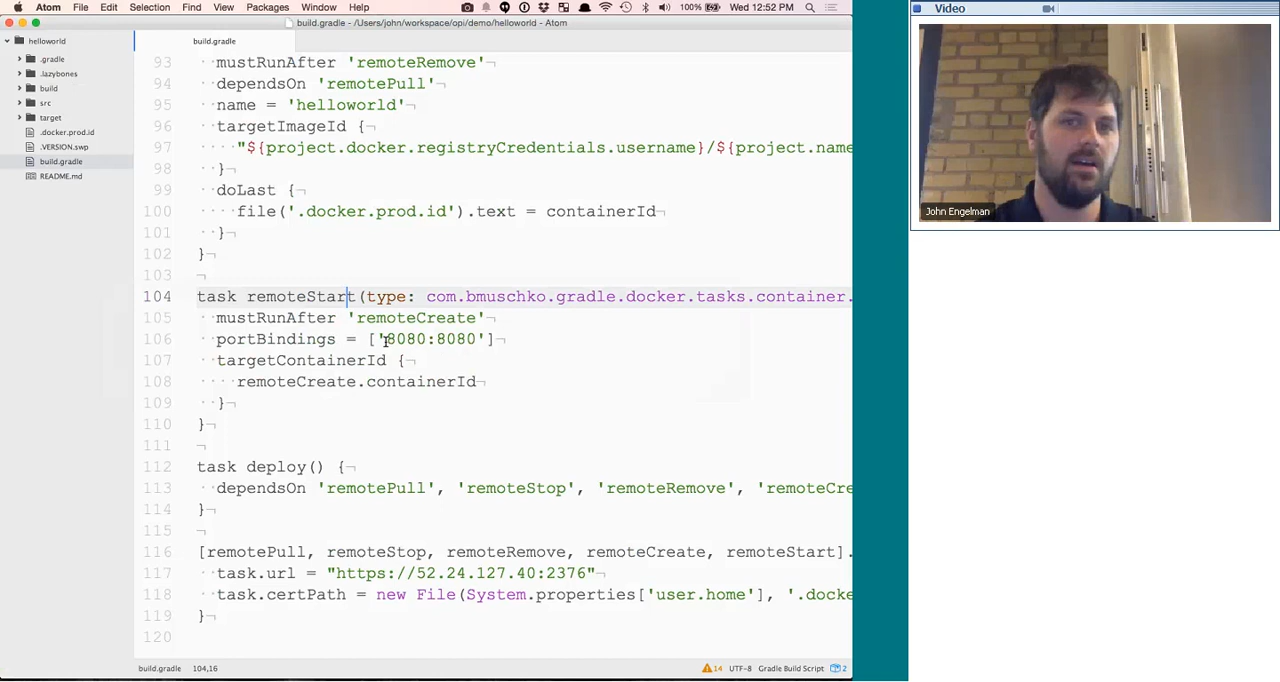 Atom File Edit Selection Find View Packages Window Help 100% Wed 12:52 PM
build.gradle - /Users/john/workspace/opi/demo/helloworld - Atom
Video
helloworld
build.gradle
.gradle
.lazybones
build
src
target
.docker.prod.id
.VERSION.swp
build.gradle
README.md
93 mustRunAfter 'remoteRemove'
94 dependsOn 'remotePull'
95 name = 'helloworld'
96 targetImageId {
97 "${project.docker.registryCredentials.username}/${project.name
98 }
99 doLast {
100 file('.docker.prod.id').text = containerId
101 }
102 }
103
104 task remoteStart(type: com.bmuschko.gradle.docker.tasks.container.
105 mustRunAfter 'remoteCreate'
106 portBindings = ['8080:8080']
107 targetContainerId {
108 remoteCreate.containerId
109 }
110 }
111
112 task deploy() {
113 dependsOn 'remotePull', 'remoteStop', 'remoteRemove', 'remoteCre
114 }
115
116 [remotePull, remoteStop, remoteRemove, remoteCreate, remoteStart].
117 task.url = "https://52.24.127.40:2376"
118 task.certPath = new File(System.properties['user.home'], '.docke
119 }
120
John Engelman
build.gradle 104,16 14 UTF-8 Gradle Build Script 2